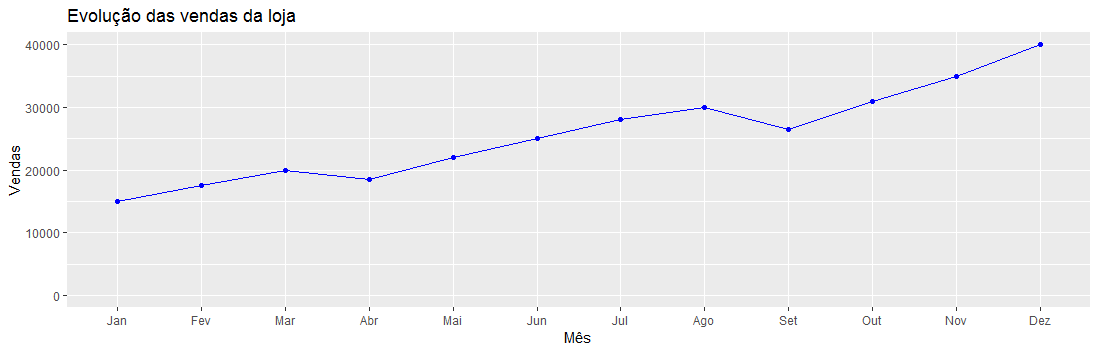 Evolução das vendas da loja
40000
30000
20000
10000
0
Vendas
Jan Fev Mar Abr Mai Jun Jul Ago Set Out Nov Dez
Mês